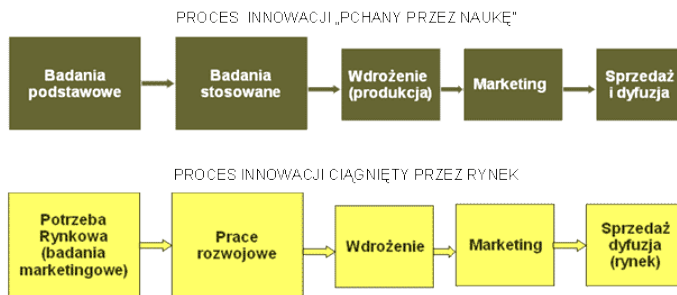 PROCES INNOWACJI „PCHANY PRZEZ NAUKĘ"
Badania
podstawowe
Badania
stosowane
Wdrożenie
(produkcja)
Marketing
Sprzedaż
i dyfuzja
PROCES INNOWACJI CIĄGNIĘTY PRZEZ RYNEK
Potrzeba
Rynkowa
(badania
marketingowe)
Prace
rozwojowe
Wdrożenie
Marketing
Sprzedaż
dyfuzja
(rynek)